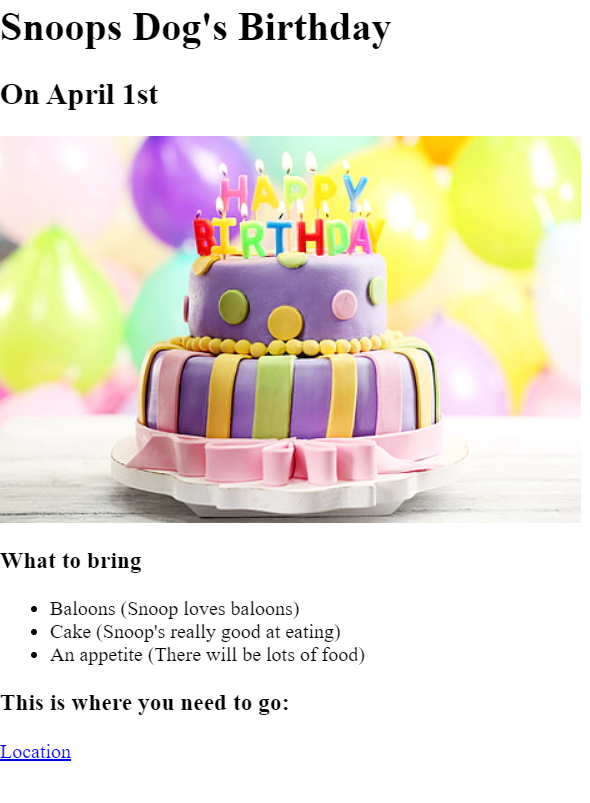 Snoops Dog's Birthday
On April 1st
HAPPY
BIRTHDAY
What to bring
Baloons (Snoop loves baloons)
Cake (Snoop's really good at eating)
An appetite (There will be lots of food)
This is where you need to go:
Location